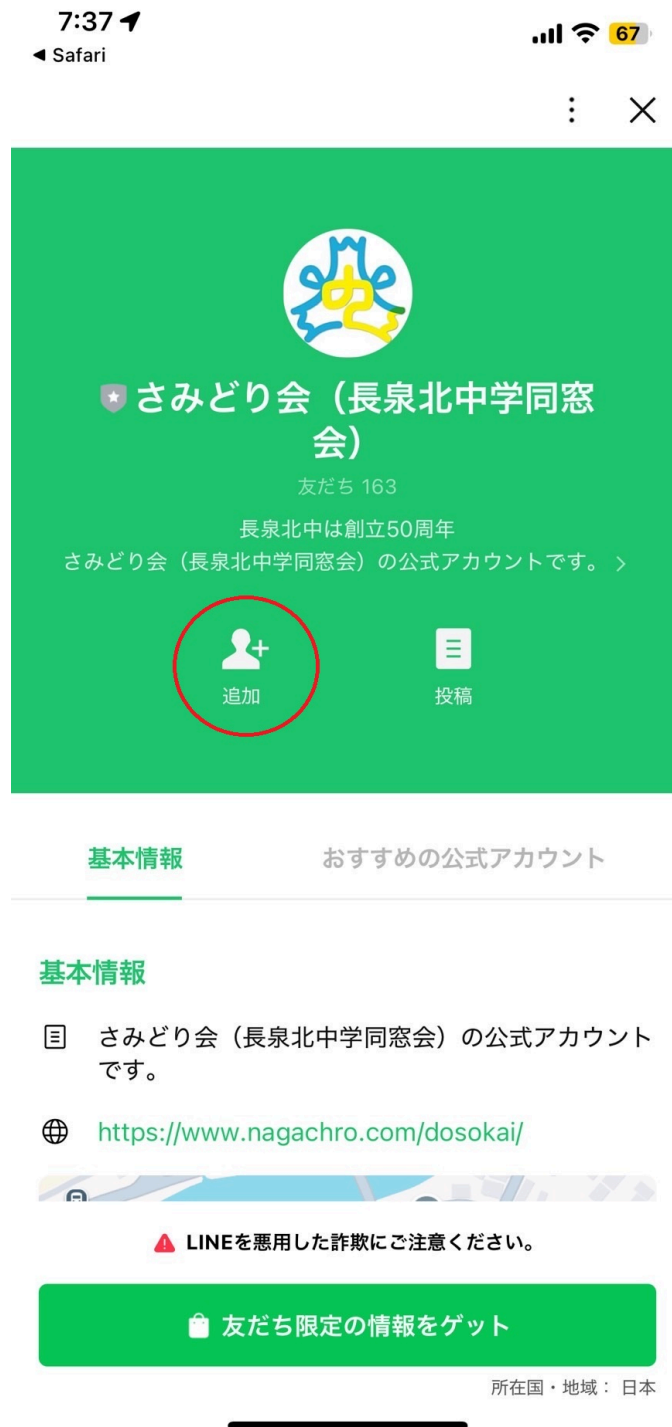 7:37
◀ Safari
67
さみどり会（長泉北中学同窓
会）
友だち 163
長泉北中は創立50周年
さみどり会（長泉北中学同窓会）の公式アカウントです。
追加
投稿
基本情報
おすすめの公式アカウント
基本情報
さみどり会（長泉北中学同窓会）の公式アカウント
です。
https://www.nagachro.com/dosokai/
LINEを悪用した詐欺にご注意ください。
友だち限定の情報をゲット
所在国・地域： 日本